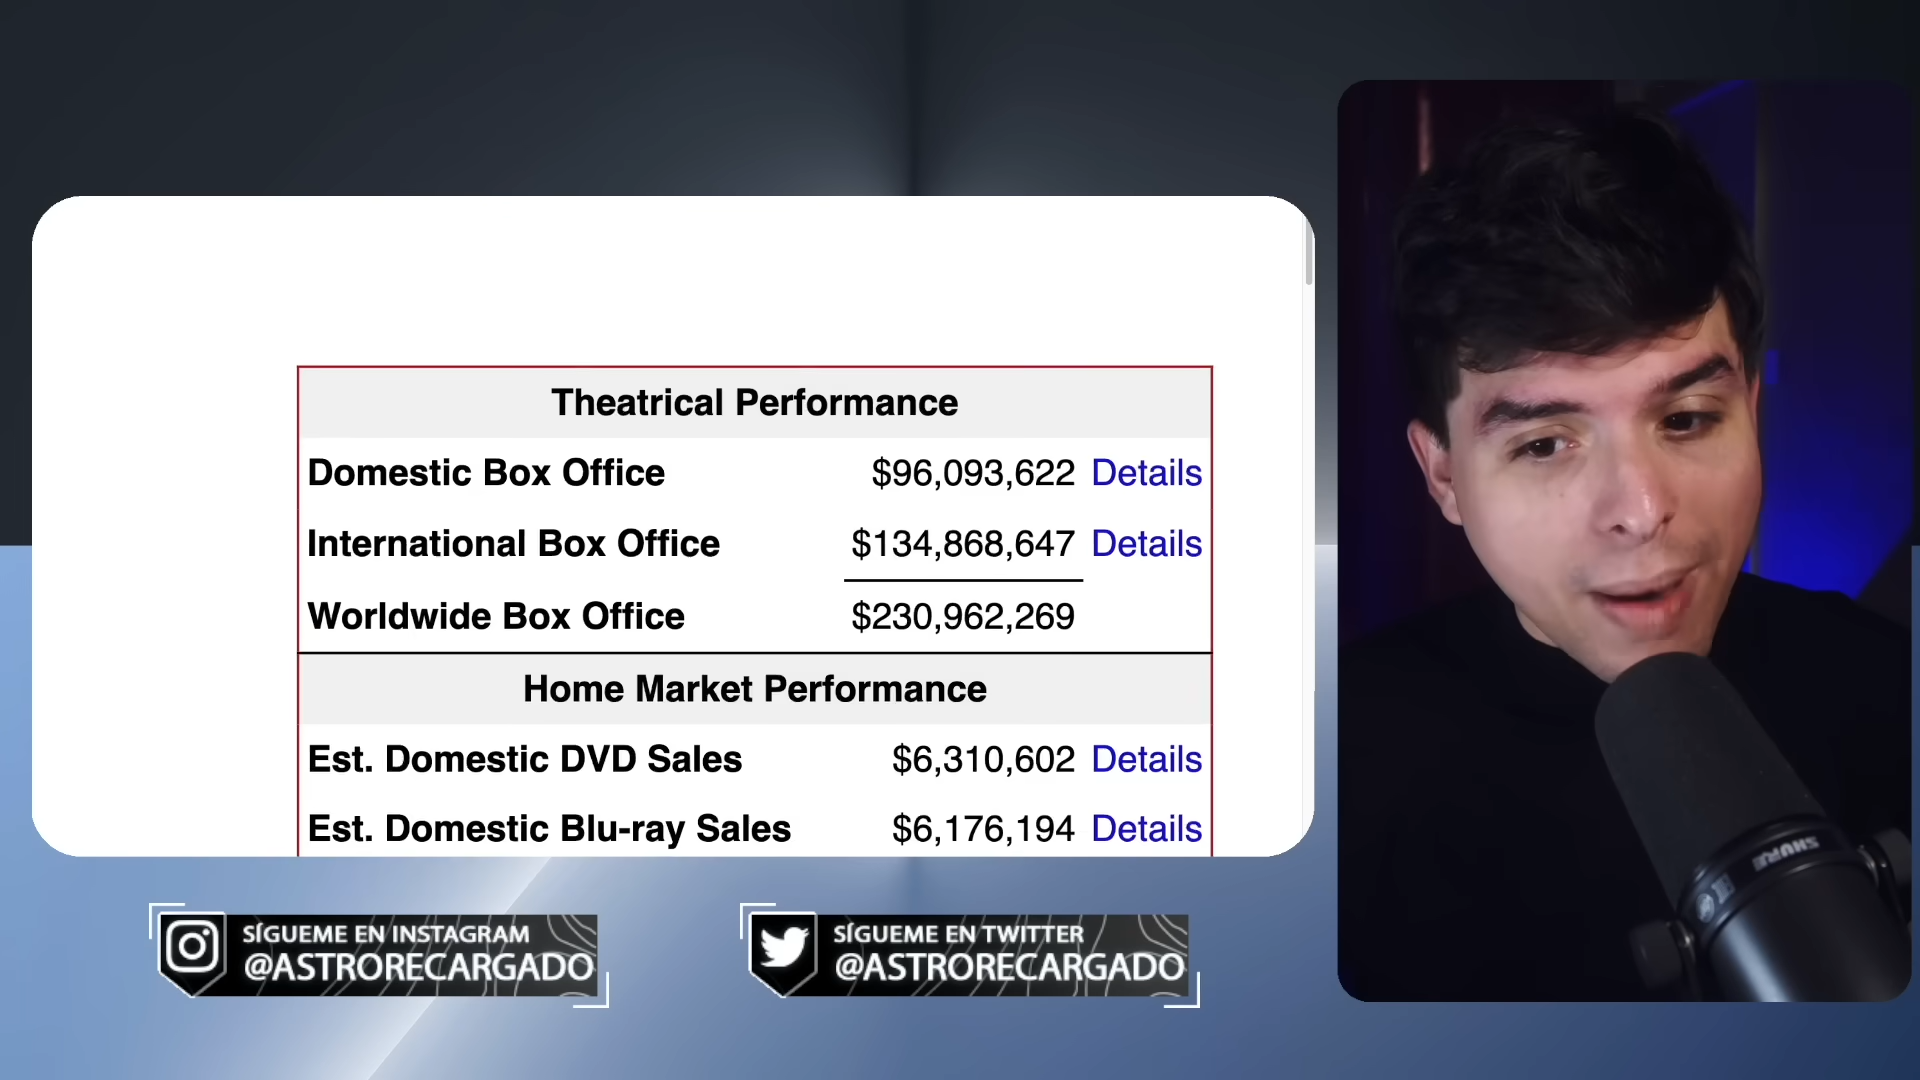 Theatrical Performance
Domestic Box Office $96,093,622 Details
International Box Office $134,868,647 Details
Worldwide Box Office $230,962,269
Home Market Performance
Est. Domestic DVD Sales $6,310,602 Details
Est. Domestic Blu-ray Sales $6,176,194 Details
SÍGUEME EN INSTAGRAM
@ASTRORECARGADO
SÍGUEME EN TWITTER
@ASTRORECARGADO
SHURE